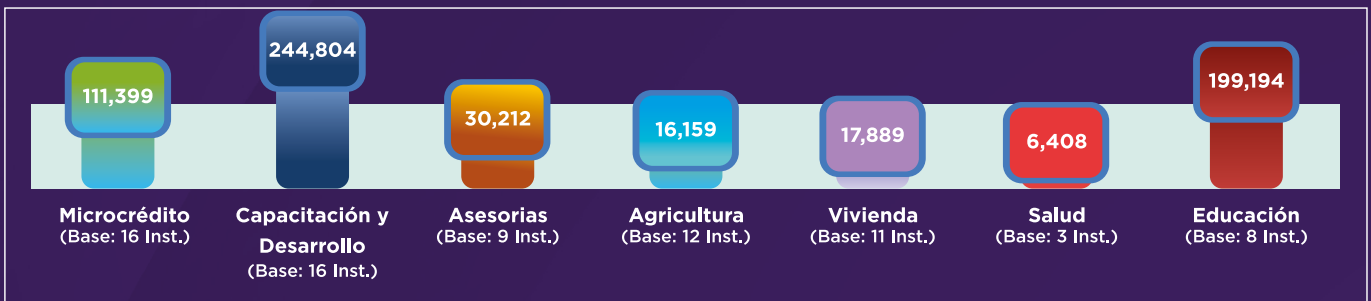 111,399
244,804
30,212
16,159
17,889
6,408
199,194
Microcrédito
(Base: 16 Inst.)
Capacitación y
Desarrollo
(Base: 16 Inst.)
Asesorias
(Base: 9 Inst.)
Agricultura
(Base: 12 Inst.)
Vivienda
(Base: 11 Inst.)
Salud
(Base: 3 Inst.)
Educación
(Base: 8 Inst.)